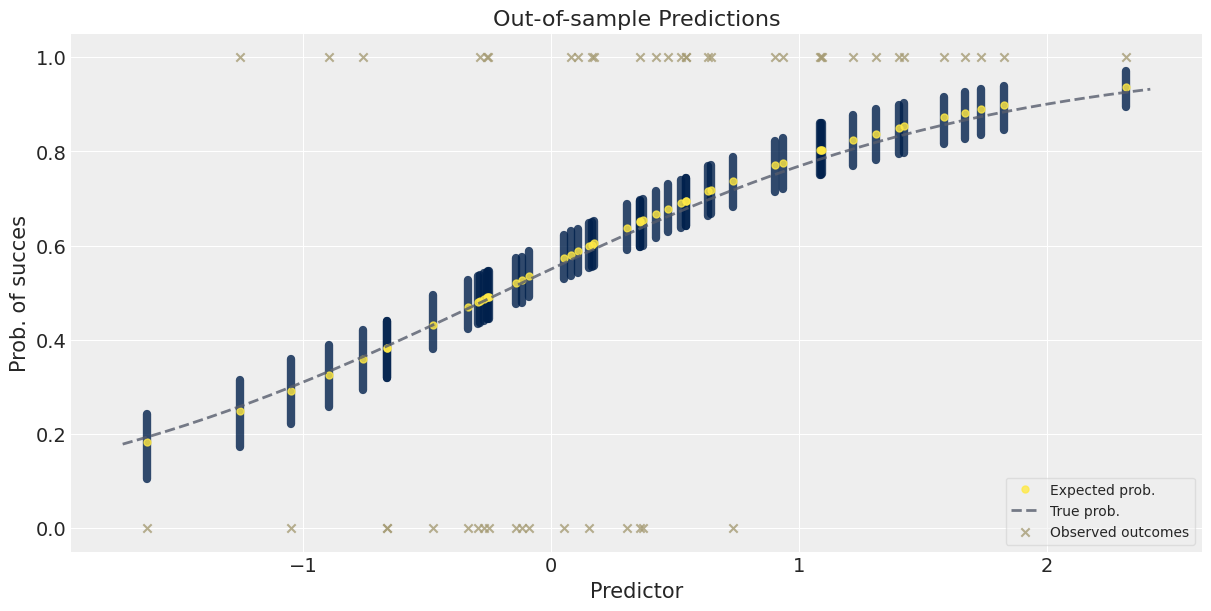 Out-of-sample Predictions
1.0
0.8
0.6
0.4
0.2
0.0
Prob. of succes
−1
0
1
2
Predictor
Expected prob.
True prob.
Observed outcomes